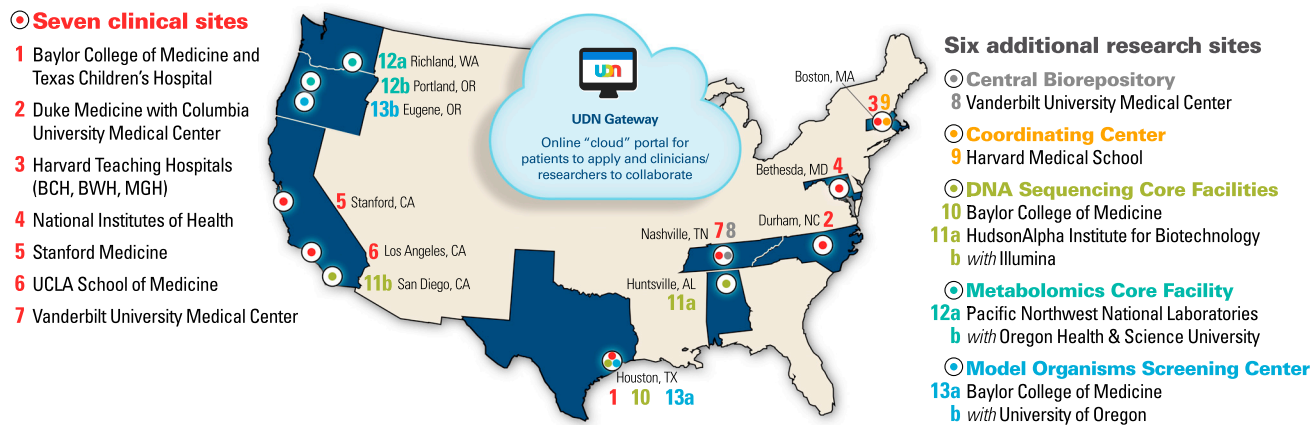 Seven clinical sites
1 Baylor College of Medicine and
Texas Children's Hospital
2 Duke Medicine with Columbia
University Medical Center
3 Harvard Teaching Hospitals
(BCH, BWH, MGH)
4 National Institutes of Health
5 Stanford Medicine
6 UCLA School of Medicine
7 Vanderbilt University Medical Center
12a Richland, WA
12b Portland, OR
13b Eugene, OR
5 Stanford, CA
6 Los Angeles, CA
11b San Diego, CA
UDN
UDN Gateway
Online “cloud” portal for
patients to apply and clinicians/
researchers to collaborate
Boston, MA
3 9
Bethesda, MD 4
Durham, NC 2
Nashville, TN 7 8
Huntsville, AL
11a
Houston, TX
1 10 13a
Six additional research sites
Central Biorepository
8 Vanderbilt University Medical Center
Coordinating Center
9 Harvard Medical School
DNA Sequencing Core Facilities
10 Baylor College of Medicine
11a HudsonAlpha Institute for Biotechnology
b with Illumina
Metabolomics Core Facility
12a Pacific Northwest National Laboratories
b with Oregon Health & Science University
Model Organisms Screening Center
13a Baylor College of Medicine
b with University of Oregon